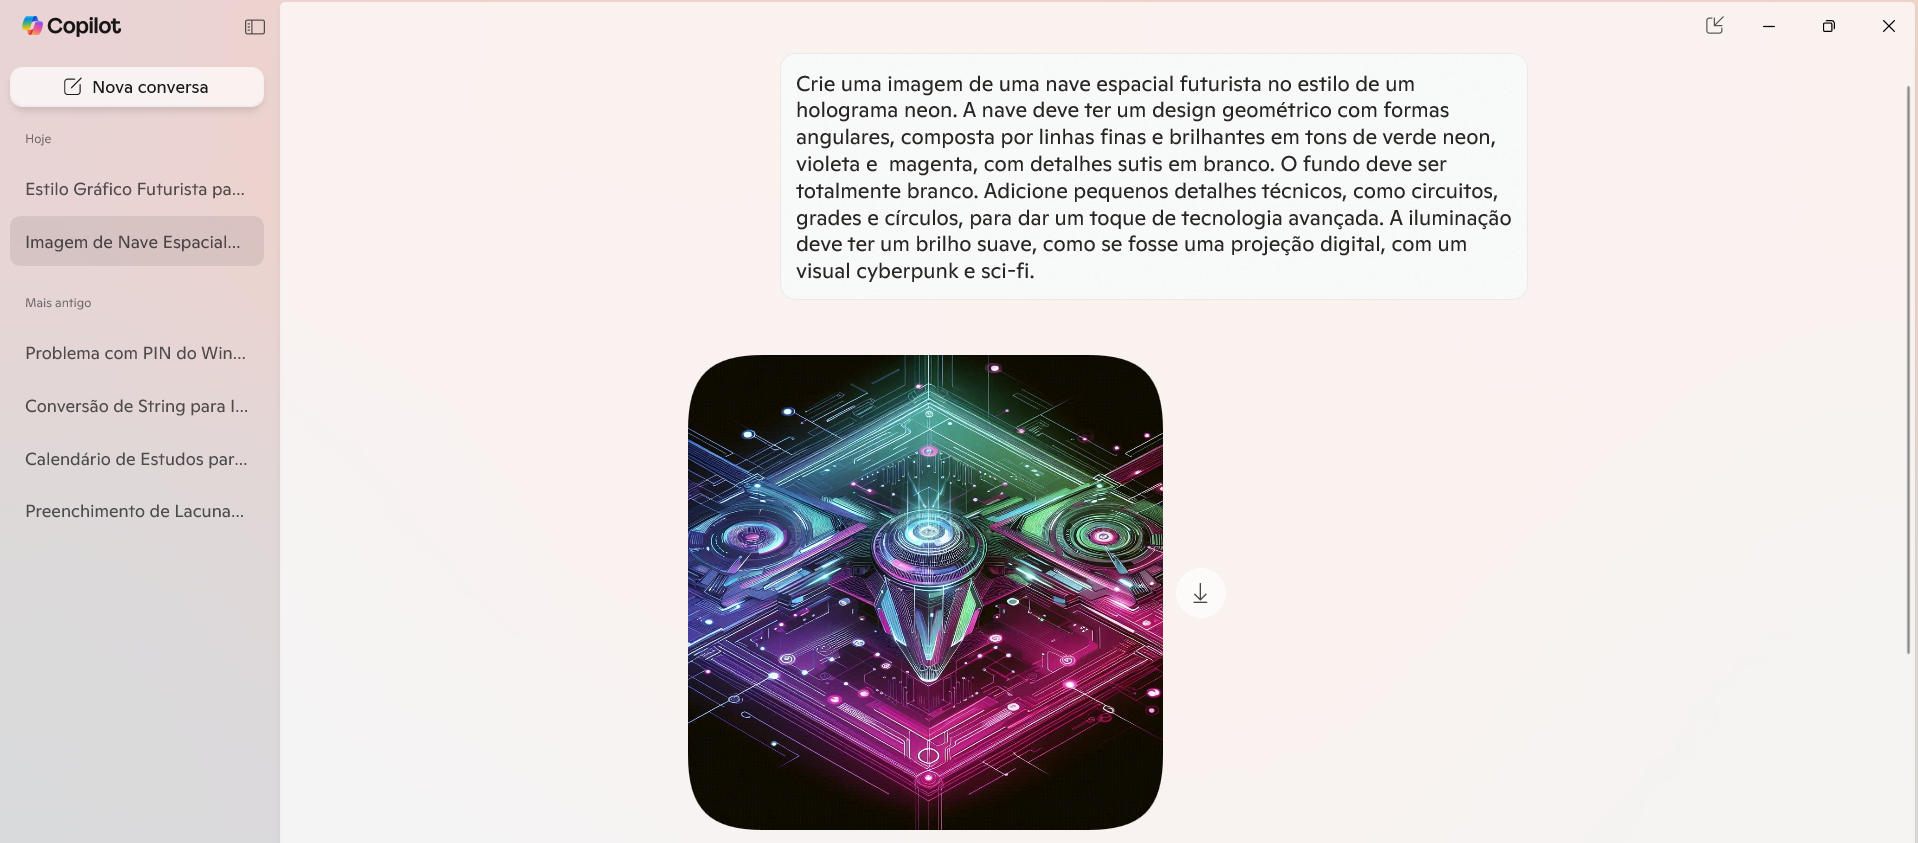 Copilot
Nova conversa
Hoje
Estilo Gráfico Futurista pa...
Imagem de Nave Espacial...
Mais antigo
Problema com PIN do Win...
Conversão de String para I...
Calendário de Estudos par...
Preenchimento de Lacuna...
Crie uma imagem de uma nave espacial futurista no estilo de um
holograma neon. A nave deve ter um design geométrico com formas
angulares, composta por linhas finas e brilhantes em tons de verde neon,
violeta e  magenta, com detalhes sutis em branco. O fundo deve ser
totalmente branco. Adicione pequenos detalhes técnicos, como circuitos,
grades e círculos, para dar um toque de tecnologia avançada. A iluminação
deve ter um brilho suave, como se fosse uma projeção digital, com um
visual cyberpunk e sci-fi.